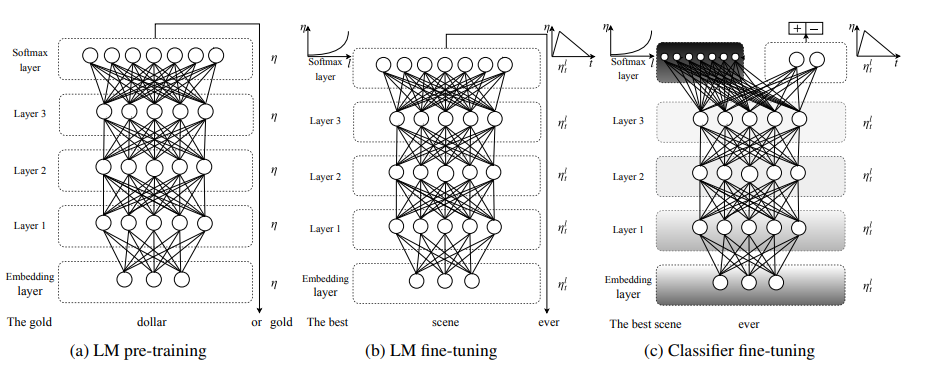 η
Softmax
layer
η
Layer 3
η
Layer 2
η
Layer 1
η
Embedding
layer
η
The gold dollar or gold
(a) LM pre-training
η
l
η
t
Softmax
layer
η_t^l
Layer 3
η_t^l
Layer 2
η_t^l
Layer 1
η_t^l
Embedding
layer
η_t^l
The best scene ever
(b) LM fine-tuning
η
l
+ −
η
t
Softmax
layer
η_t^l
Layer 3
η_t^l
Layer 2
η_t^l
Layer 1
η_t^l
Embedding
layer
η_t^l
The best scene ever
(c) Classifier fine-tuning